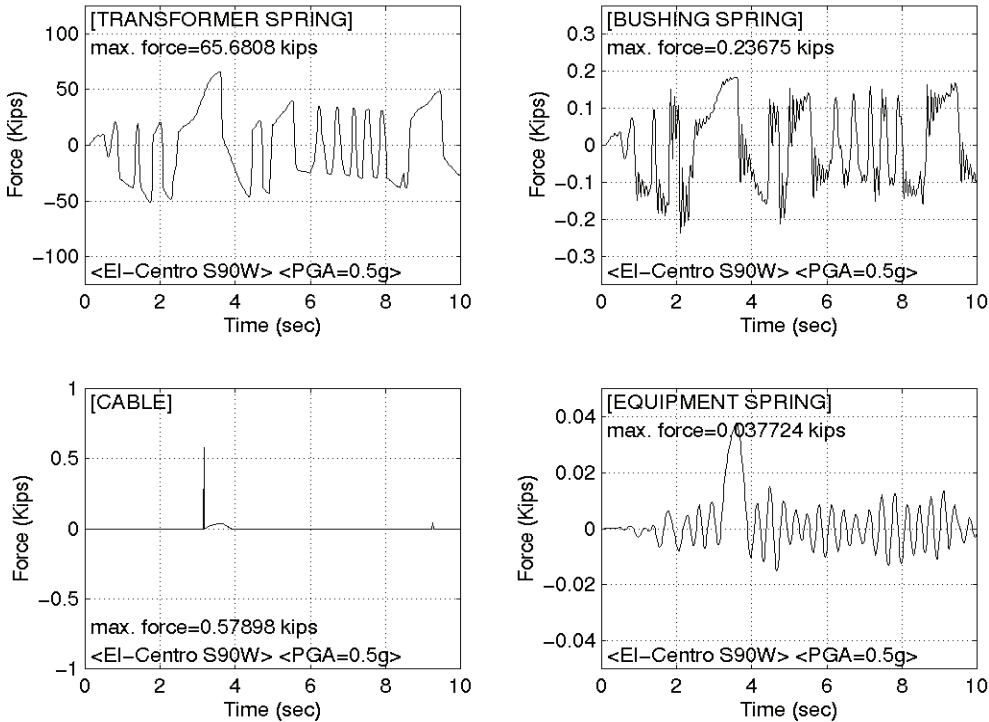 [TRANSFORMER SPRING]
max. force=65.6808 kips
100
50
0
−50
−100
Force (Kips)
<El−Centro S90W> <PGA=0.5g>
0 2 4 6 8 10
Time (sec)
[BUSHING SPRING]
max. force=0.23675 kips
0.3
0.2
0.1
0
−0.1
−0.2
−0.3
Force (Kips)
<El−Centro S90W> <PGA=0.5g>
0 2 4 6 8 10
Time (sec)
[CABLE]
1
0.5
0
−0.5
−1
Force (Kips)
max. force=0.57898 kips
<El−Centro S90W> <PGA=0.5g>
0 2 4 6 8 10
Time (sec)
[EQUIPMENT SPRING]
max. force=0.037724 kips
0.04
0.02
0
−0.02
−0.04
Force (Kips)
<El−Centro S90W> <PGA=0.5g>
0 2 4 6 8 10
Time (sec)